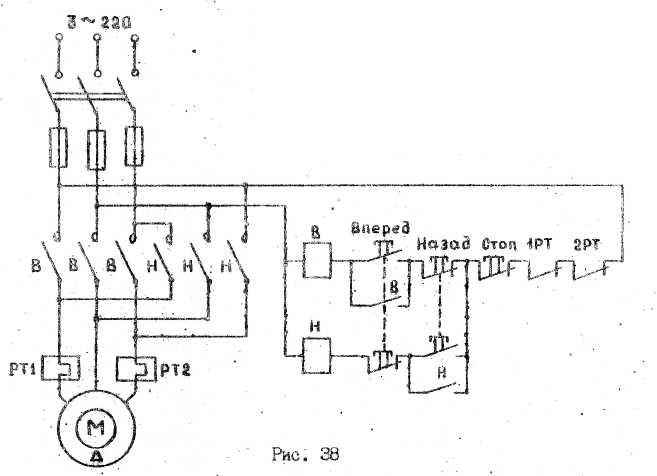 3 ~ 220
В В В Н Н Н
В Вперед Назад Стоп 1РТ 2РТ
В
Н Н
РТ1 РТ2
М
Δ
Рис. 38